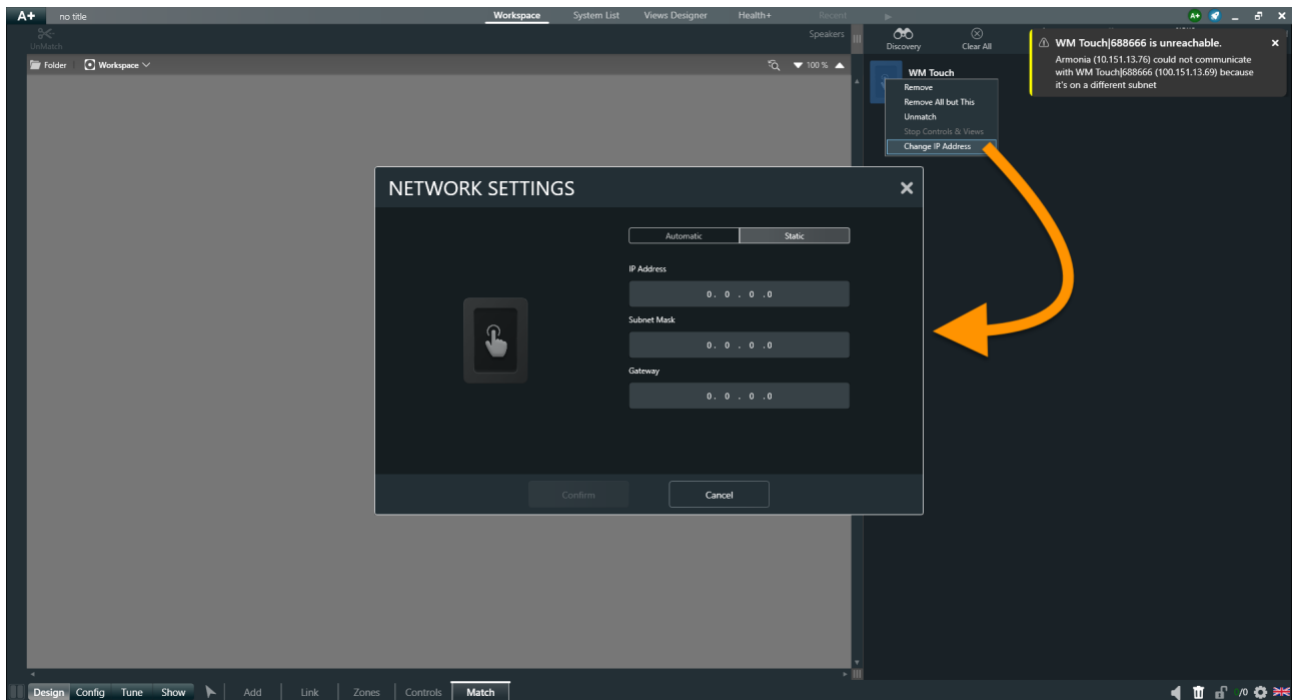 A+ no title Workspace System List Views Designer Health+ Recent A+
UnMatch Speakers Discovery Clear All
Folder Workspace 100 %
WM Touch|688666 is unreachable.
Armonia (10.151.13.76) could not communicate
with WM Touch|688666 (100.151.13.69) because
it's on a different subnet
WM Touch
Remove
Remove All but This
Unmatch
Stop Controls & Views
Change IP Address
NETWORK SETTINGS
Automatic Static
IP Address
0. 0 . 0 .0
Subnet Mask
0. 0 . 0 .0
Gateway
0. 0 . 0 .0
Confirm Cancel
Design Config Tune Show Add Link Zones Controls Match /0